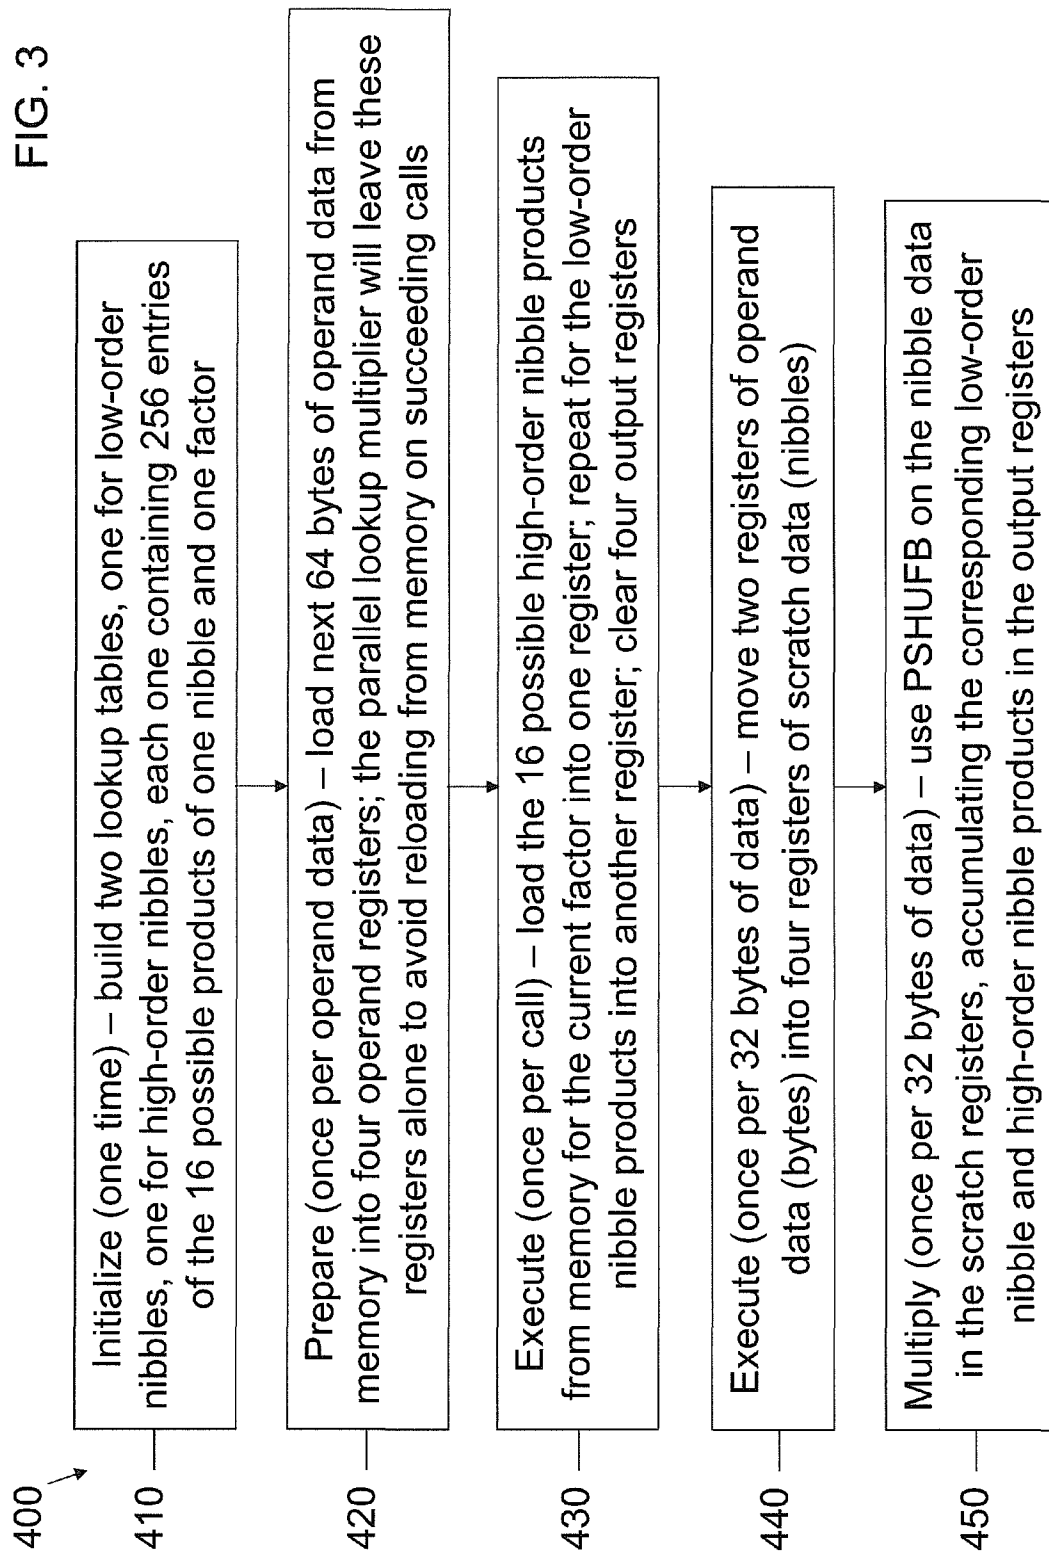 FIG. 3
400
410
Initialize (one time) – build two lookup tables, one for low-order
nibbles, one for high-order nibbles, each one containing 256 entries
of the 16 possible products of one nibble and one factor
420
Prepare (once per operand data) – load next 64 bytes of operand data from
memory into four operand registers; the parallel lookup multiplier will leave these
registers alone to avoid reloading from memory on succeeding calls
430
Execute (once per call) – load the 16 possible high-order nibble products
from memory for the current factor into one register; repeat for the low-order
nibble products into another register; clear four output registers
440
Execute (once per 32 bytes of data) – move two registers of operand
data (bytes) into four registers of scratch data (nibbles)
450
Multiply (once per 32 bytes of data) – use PSHUFB on the nibble data
in the scratch registers, accumulating the corresponding low-order
nibble and high-order nibble products in the output registers